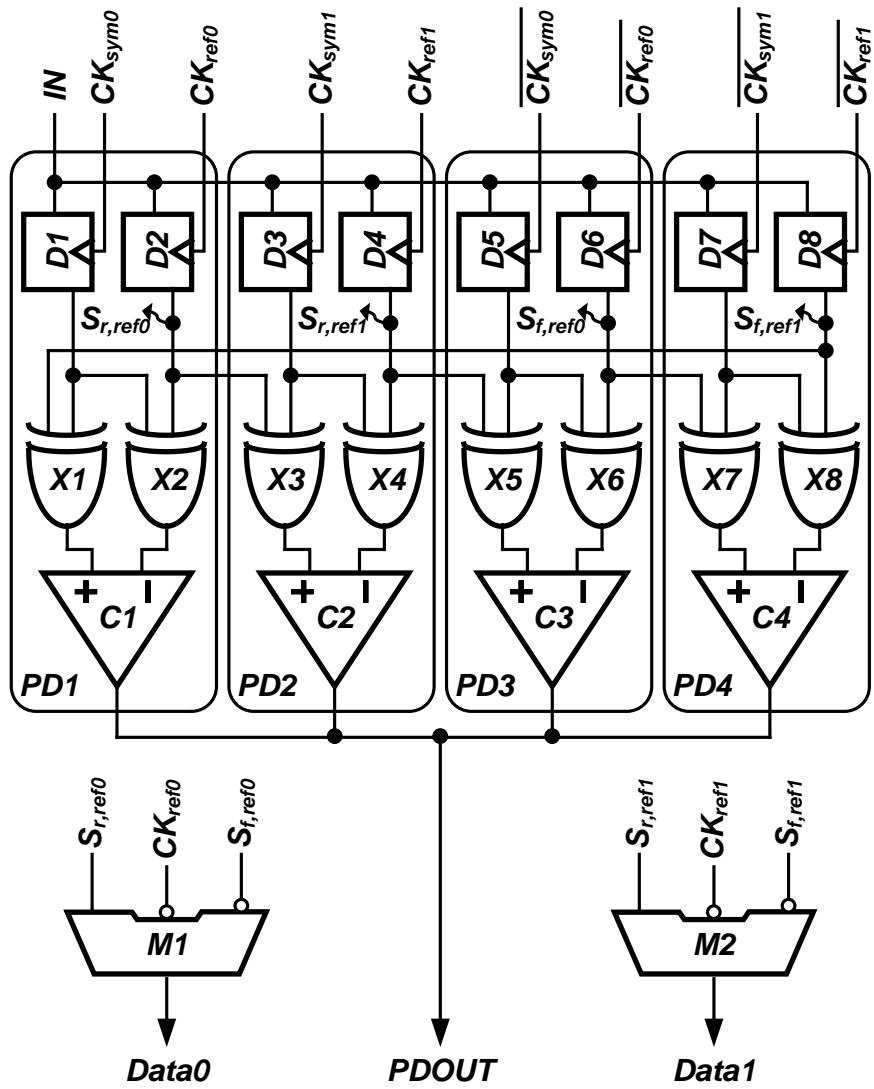 IN
CKsym0
CKref0
CKsym1
CKref1
CKsym0
CKref0
CKsym1
CKref1
D1
D2
D3
D4
D5
D6
D7
D8
Sr,ref0
Sr,ref1
Sf,ref0
Sf,ref1
X1
X2
X3
X4
X5
X6
X7
X8
+
−
+
−
+
−
+
−
C1
C2
C3
C4
PD1
PD2
PD3
PD4
Sr,ref0
CKref0
Sf,ref0
Sr,ref1
CKref1
Sf,ref1
M1
M2
Data0
PDOUT
Data1